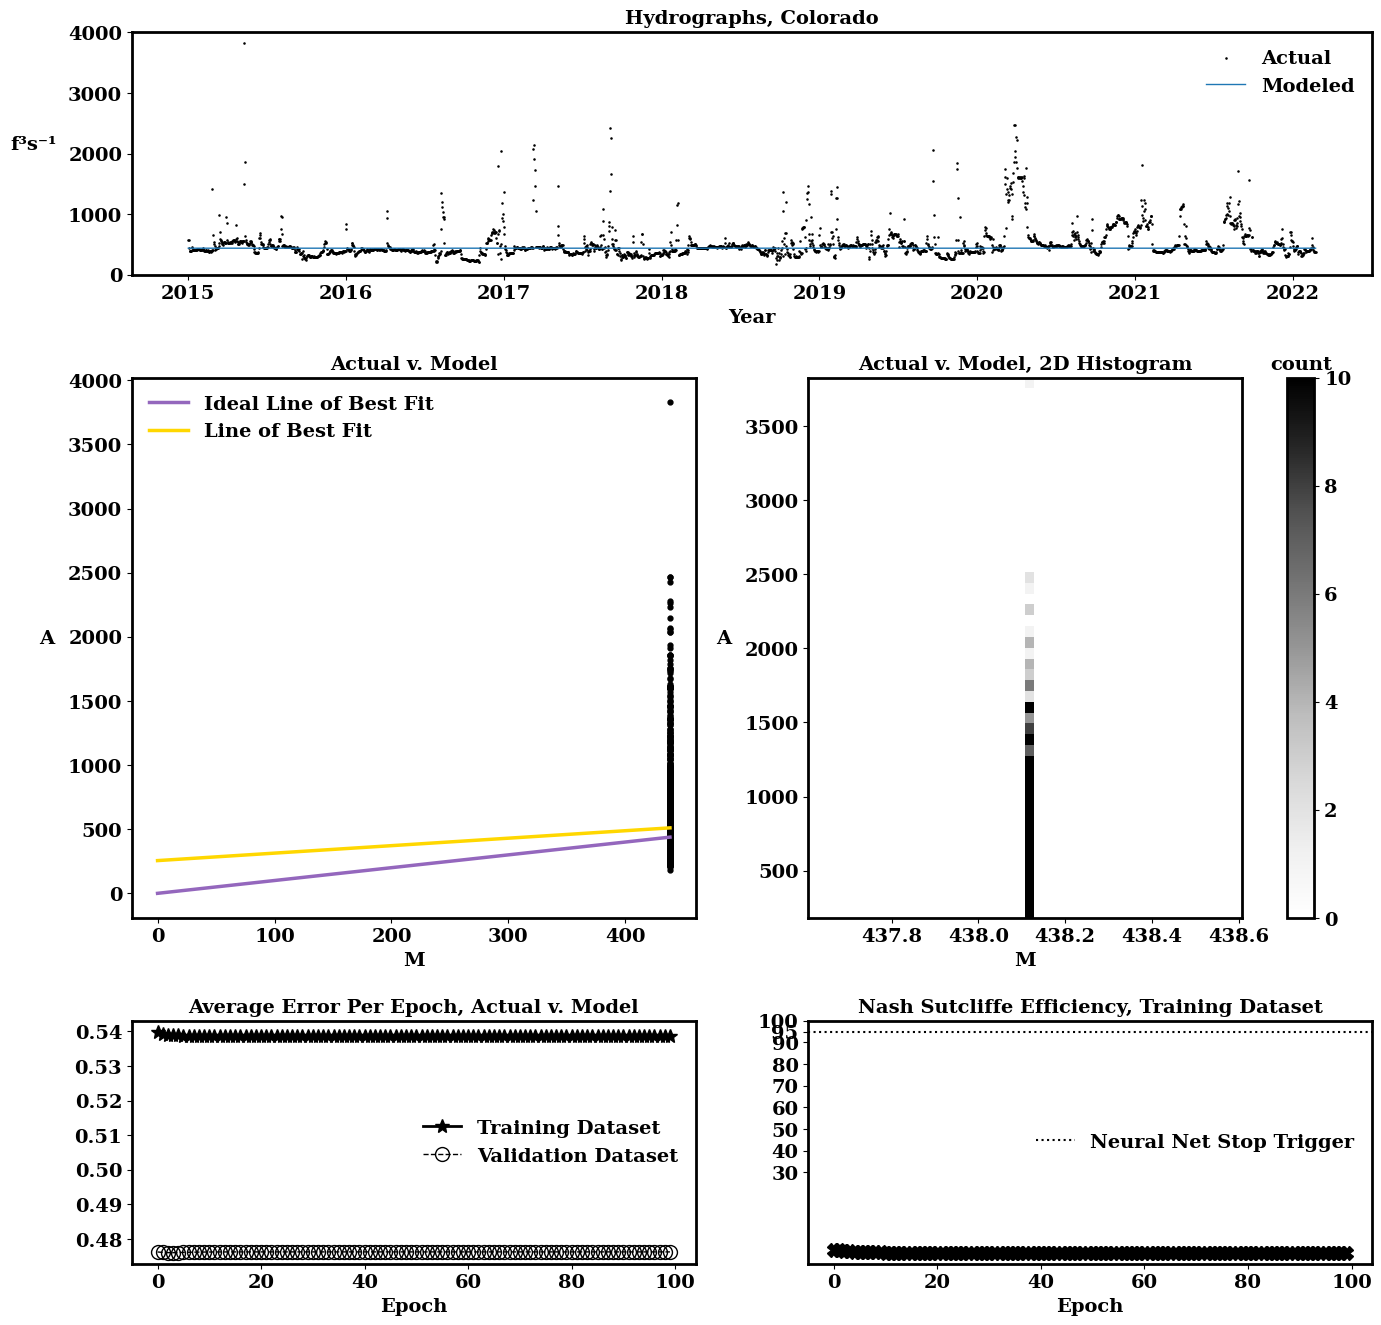 Hydrographs, Colorado
4000
3000
2000
1000
0
f³s⁻¹
Actual
Modeled
2015 2016 2017 2018 2019 2020 2021 2022
Year
Actual v. Model
4000
3500
3000
2500
2000
1500
1000
500
0
A
Ideal Line of Best Fit
Line of Best Fit
0 100 200 300 400
M
Actual v. Model, 2D Histogram
3500
3000
2500
2000
1500
1000
500
A
437.8 438.0 438.2 438.4 438.6
M
count
10
8
6
4
2
0
Average Error Per Epoch, Actual v. Model
0.54
0.53
0.52
0.51
0.50
0.49
0.48
Training Dataset
Validation Dataset
0 20 40 60 80 100
Epoch
Nash Sutcliffe Efficiency, Training Dataset
100
95
90
80
70
60
50
40
30
Neural Net Stop Trigger
0 20 40 60 80 100
Epoch